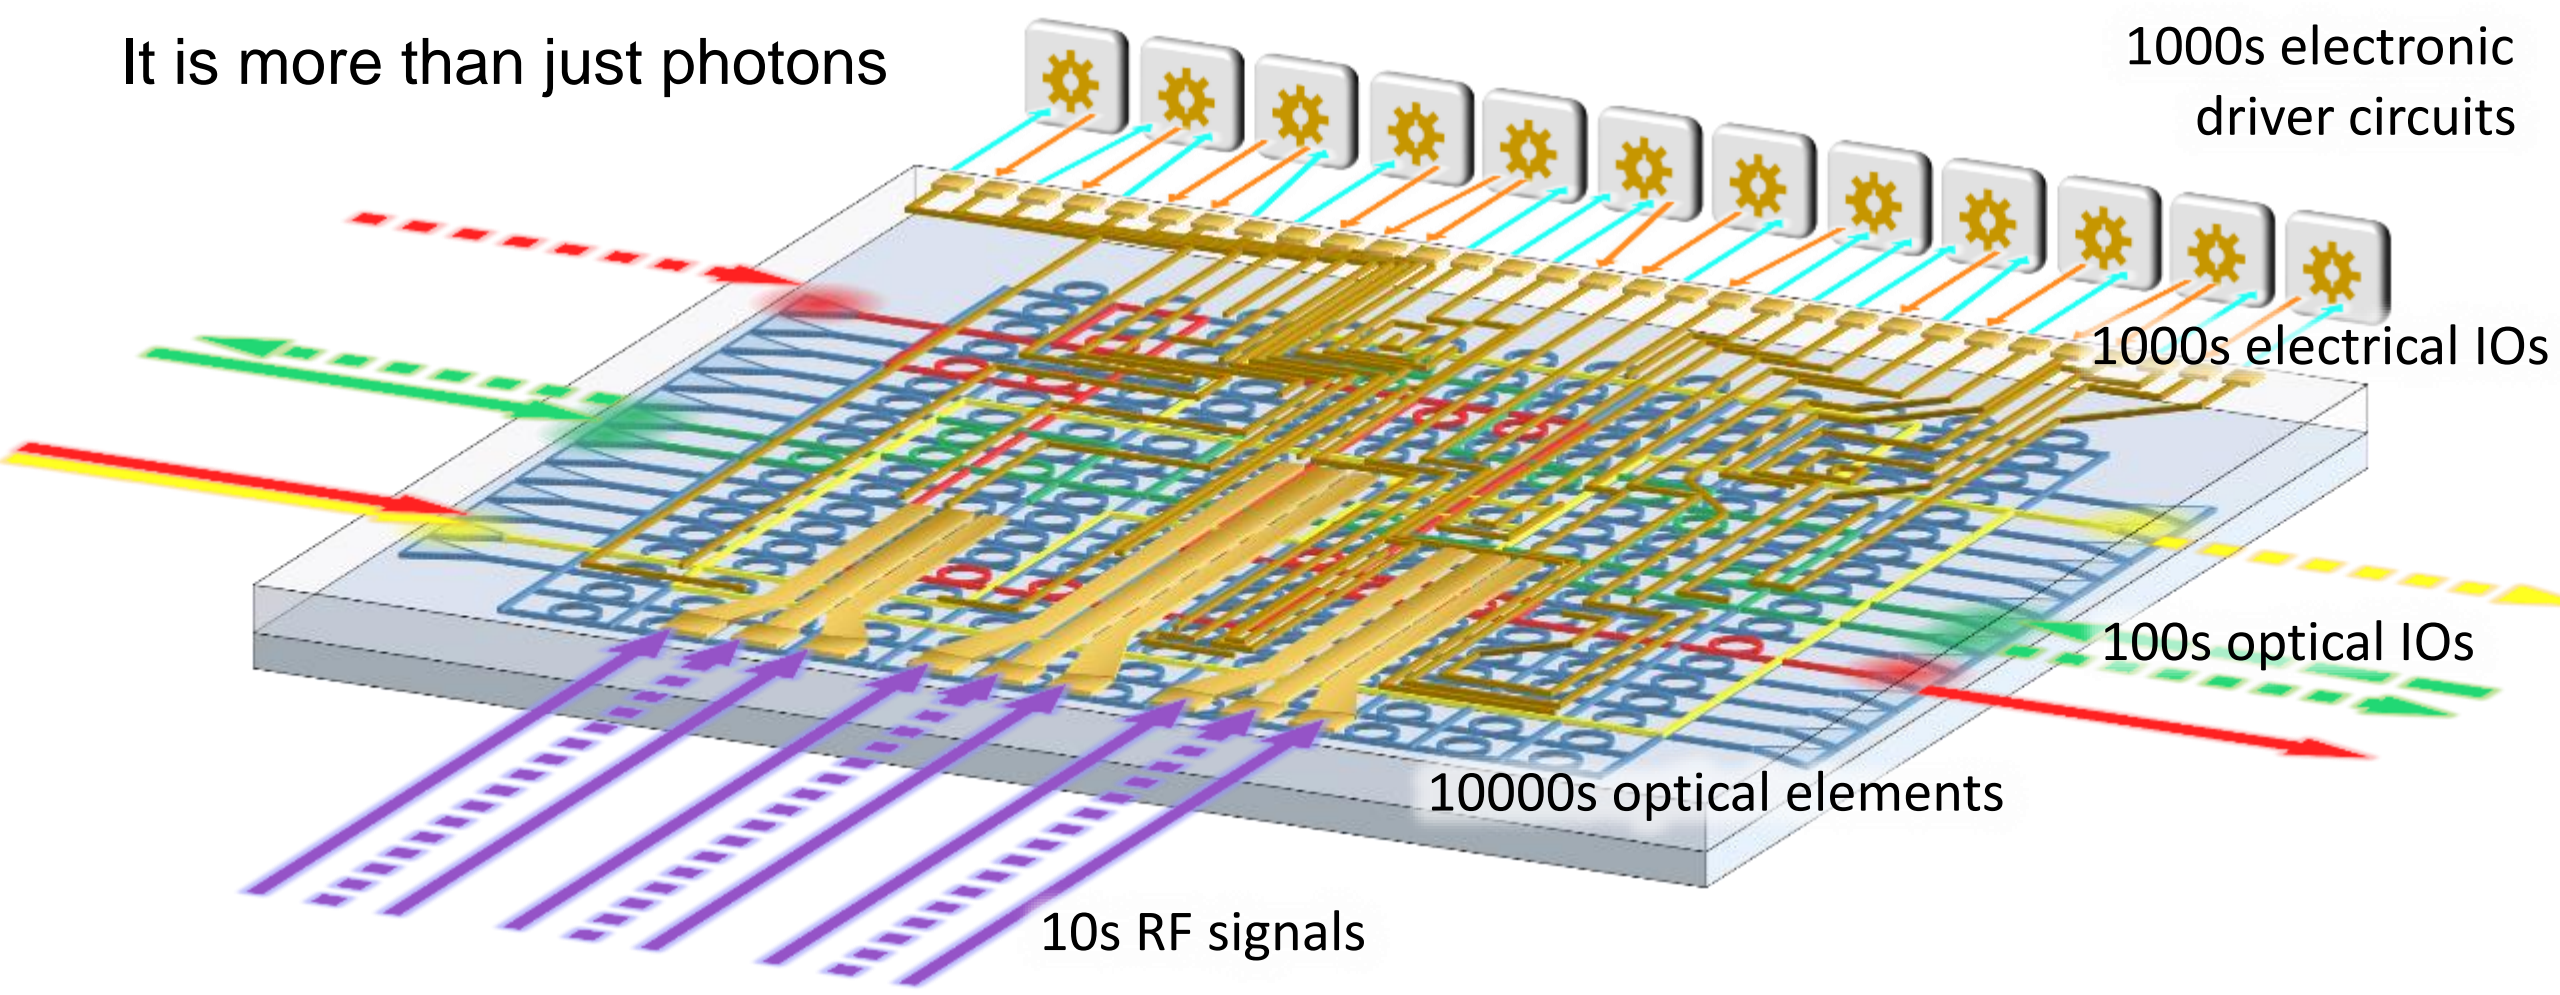 It is more than just photons
1000s electronic
driver circuits
1000s electrical IOs
100s optical IOs
10000s optical elements
10s RF signals